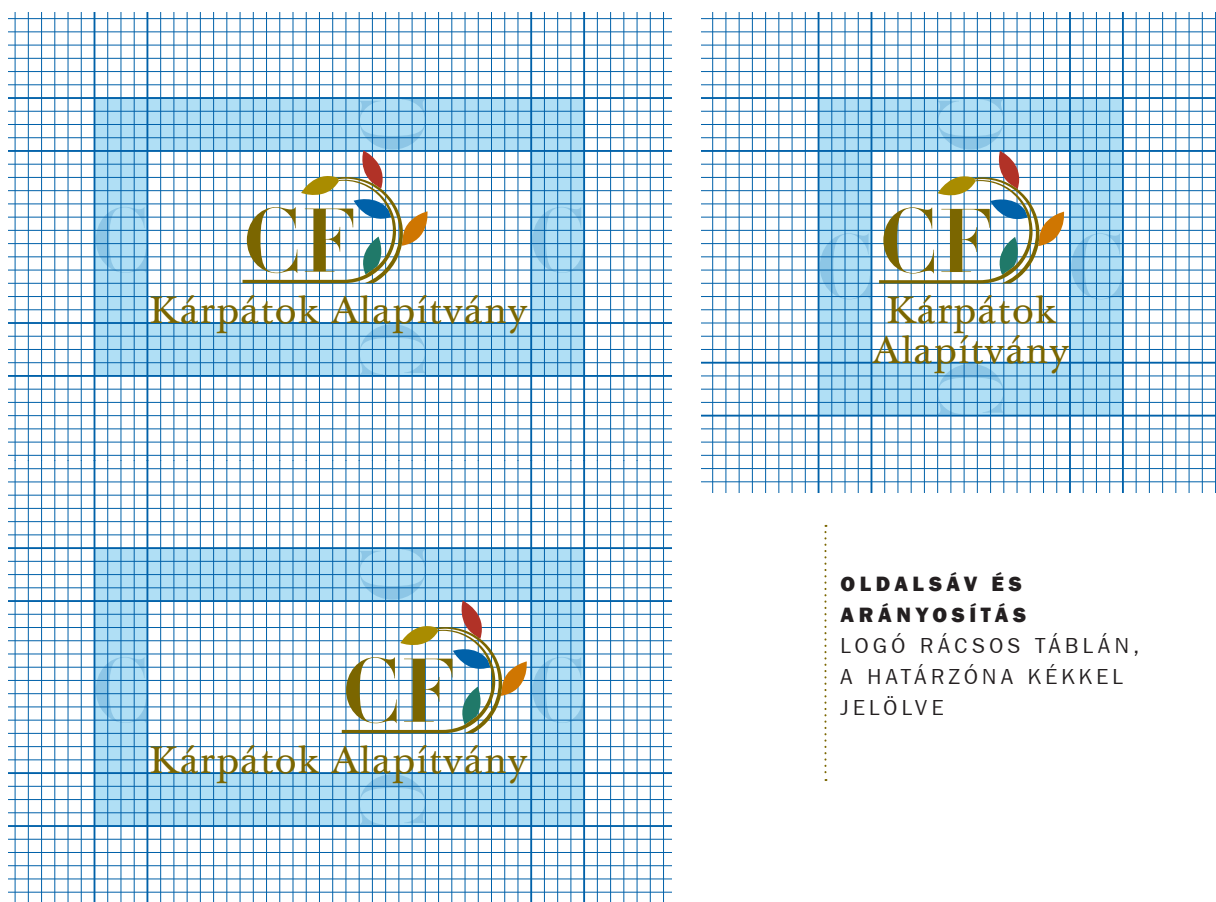 CF
Kárpátok Alapítvány
CF
Kárpátok
Alapítvány
CF
Kárpátok Alapítvány
OLDALSÁV ÉS
ARÁNYOSÍTÁS
LOGÓ RÁCSOS TÁBLÁN,
A HATÁRZÓNA KÉKKEL
JELÖLVE